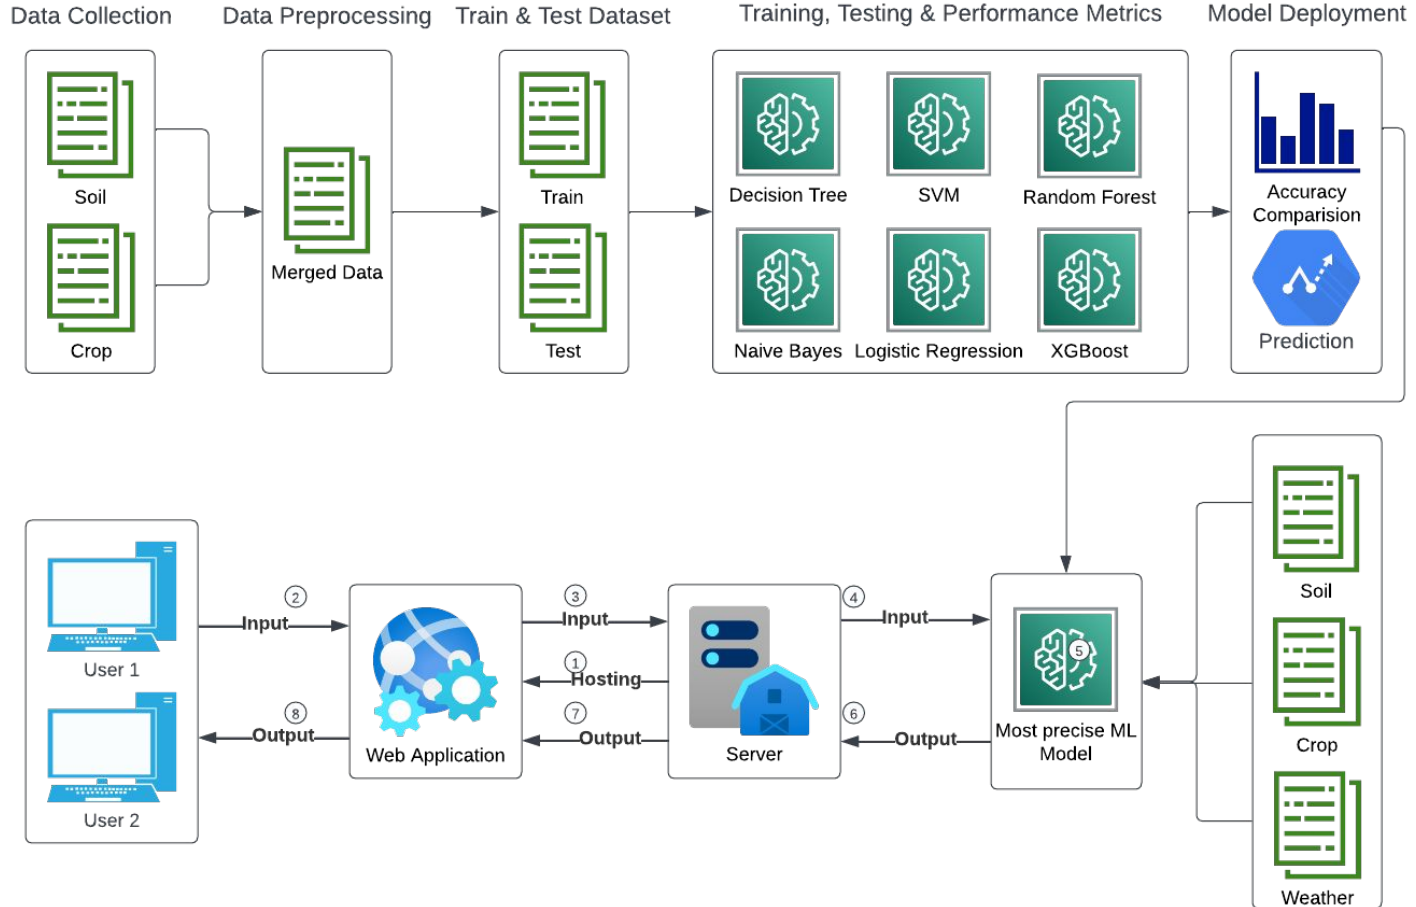 Data Collection
Data Preprocessing
Train & Test Dataset
Training, Testing & Performance Metrics
Model Deployment
Soil
Crop
Merged Data
Train
Test
Decision Tree
SVM
Random Forest
Naive Bayes
Logistic Regression
XGBoost
Accuracy
Comparision
Prediction
User 1
User 2
2
Input
8
Output
Web Application
3
Input
1
Hosting
7
Output
Server
4
Input
6
Output
5
Most precise ML
Model
Soil
Crop
Weather